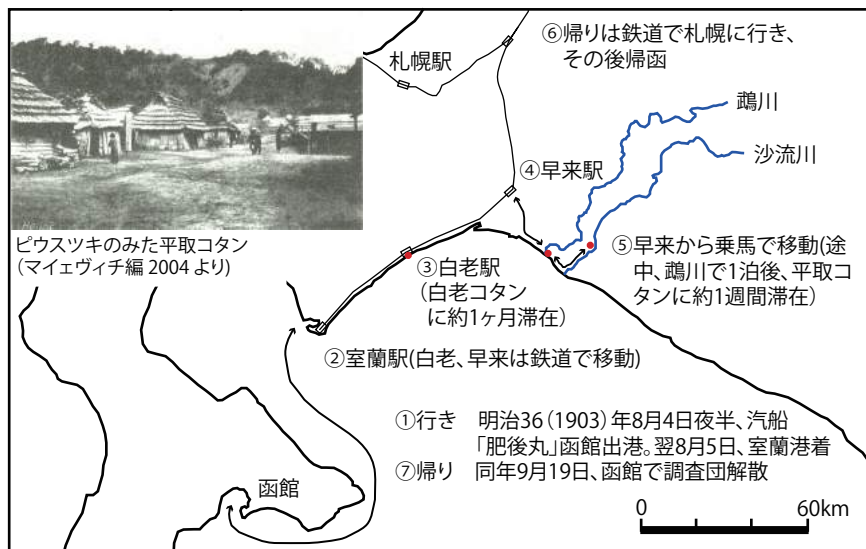 ⑥帰りは鉄道で札幌に行き、
その後帰函
札幌駅
鵡川
沙流川
④早来駅
ピウスツキのみた平取コタン
（マイェヴィチ編 2004 より）
③白老駅
（白老コタン
に約1ヶ月滞在）
⑤早来から乗馬で移動(途
中、鵡川で1泊後、平取コ
タンに約1週間滞在）
②室蘭駅(白老、早来は鉄道で移動)
①行き　明治36（1903）年8月4日夜半、汽船
「肥後丸」函館出港。翌8月5日、室蘭港着
⑦帰り　同年9月19日、函館で調査団解散
函館
0 60km